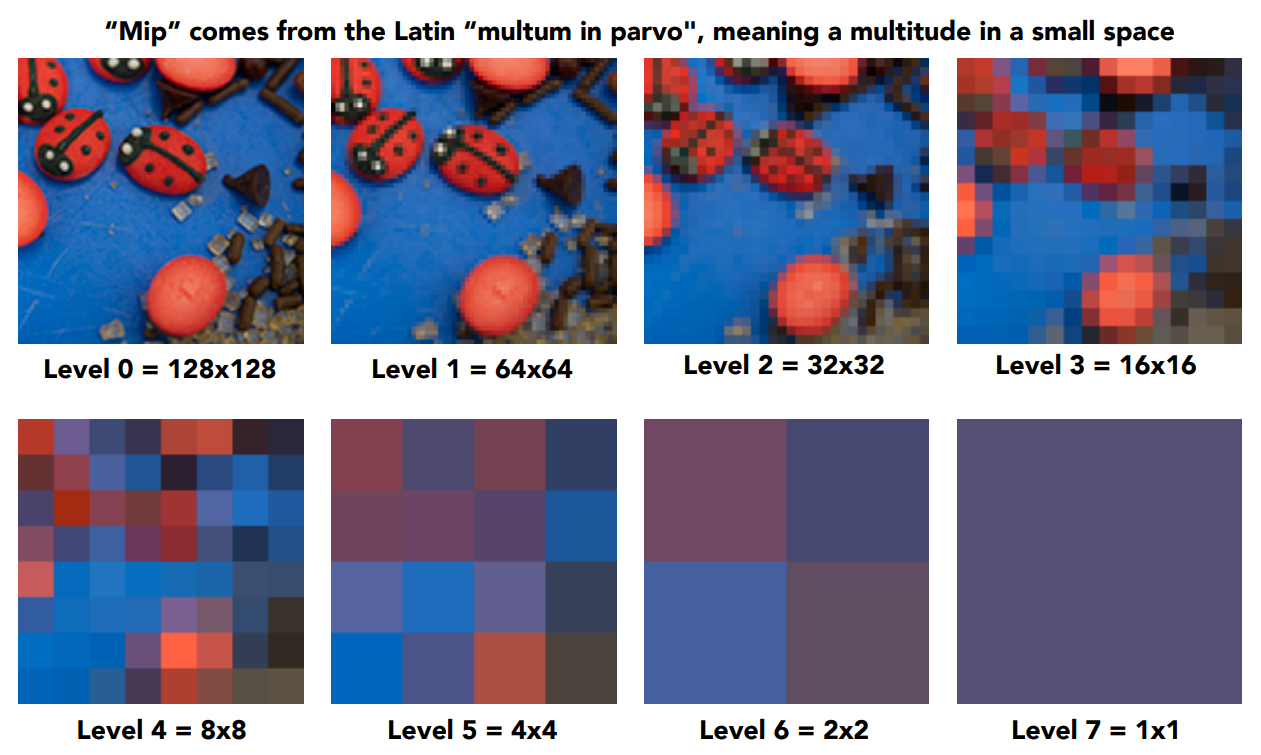 “Mip” comes from the Latin “multum in parvo", meaning a multitude in a small space
Level 0 = 128x128
Level 1 = 64x64
Level 2 = 32x32
Level 3 = 16x16
Level 4 = 8x8
Level 5 = 4x4
Level 6 = 2x2
Level 7 = 1x1